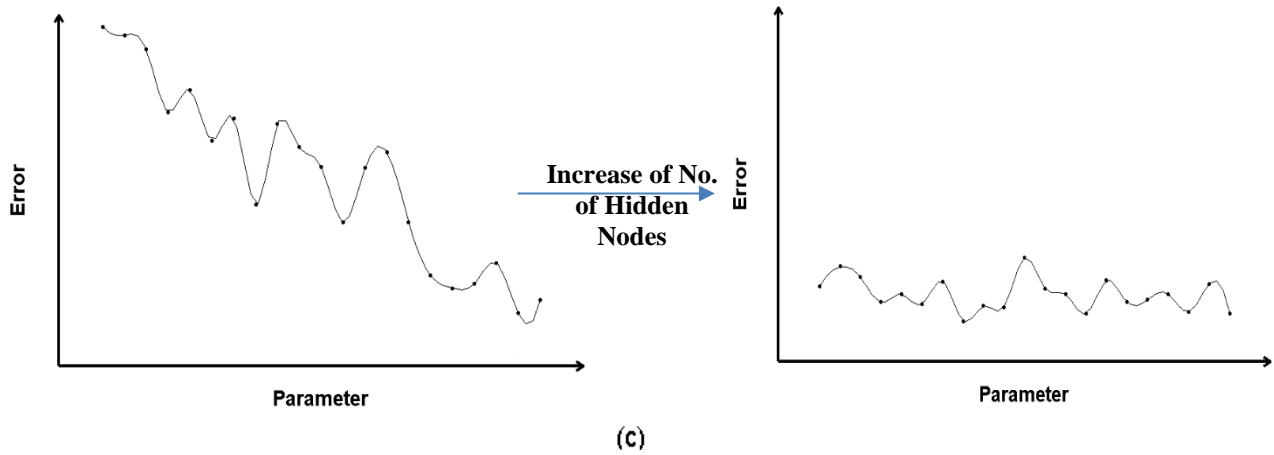 Error
Parameter
Increase of No.
of Hidden
Nodes
Error
Parameter
(c)